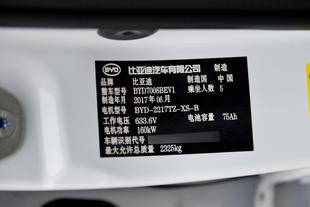 BYD 比亚迪汽车有限公司 制造
品牌 比亚迪 制造国 中国
整车型号 BYD7008BEV1 乘坐人数 5
制造年月 2017年06月
电机型号 BYD-2217TZ-XS-B
工作电压 633.6V 电池容量 75Ah
电机功率 160kW
车辆识别代号
最大允许总质量 2325kg